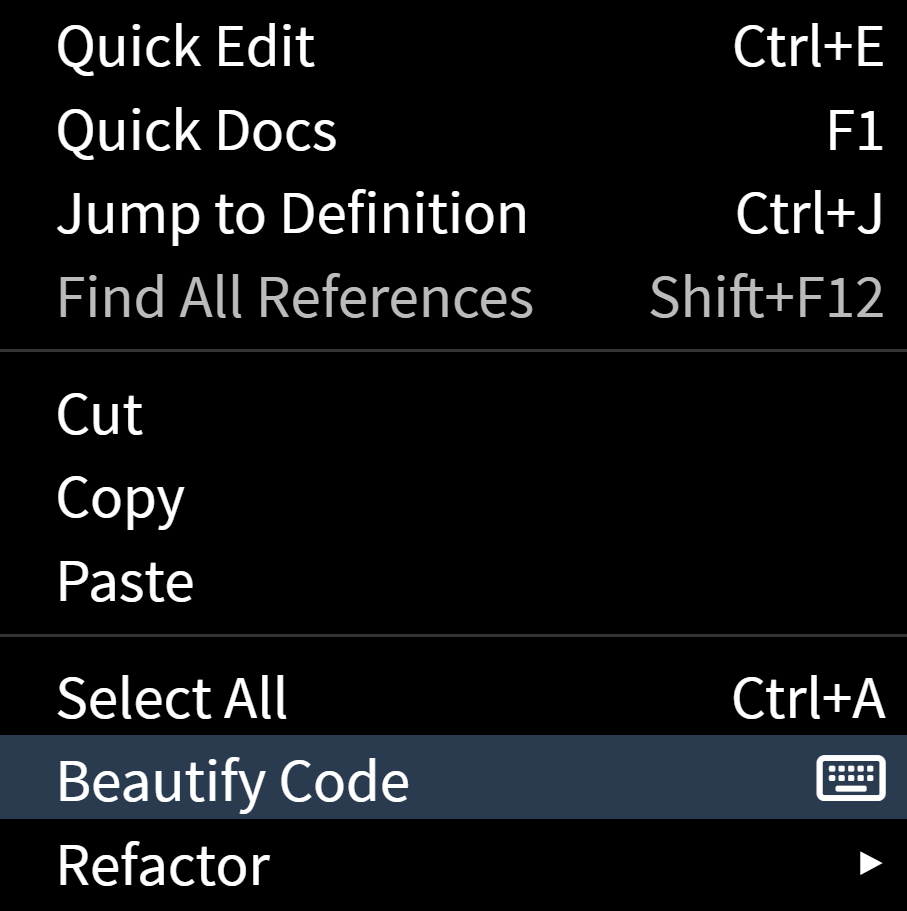 Quick Edit Ctrl+E
Quick Docs F1
Jump to Definition Ctrl+J
Find All References Shift+F12
Cut
Copy
Paste
Select All Ctrl+A
Beautify Code
Refactor